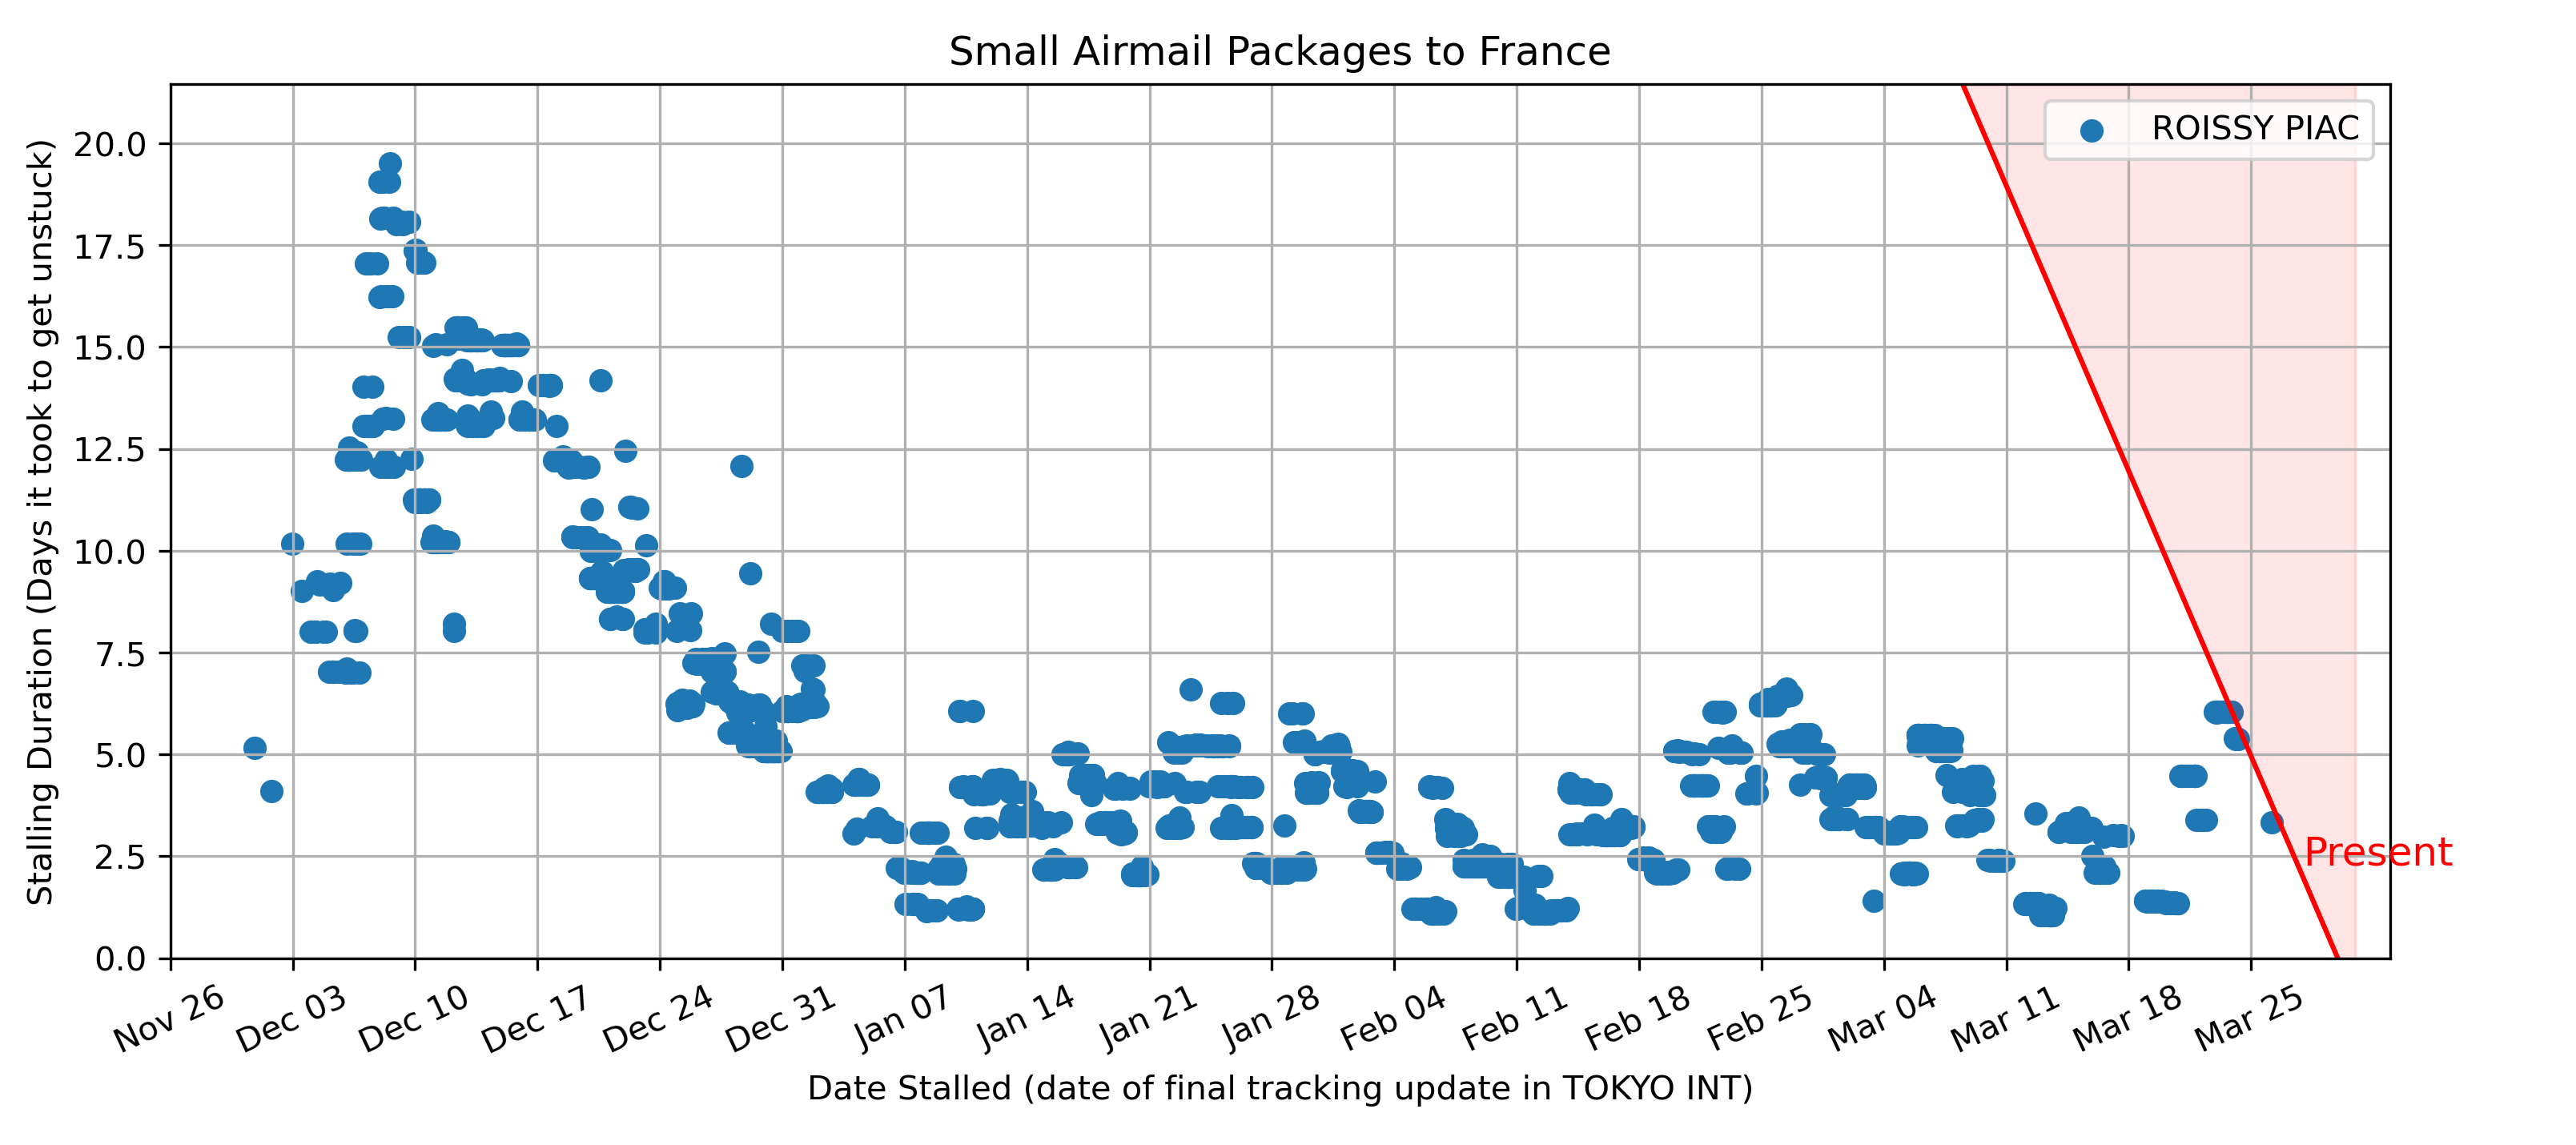 Small Airmail Packages to France
Stalling Duration (Days it took to get unstuck)
20.0
17.5
15.0
12.5
10.0
7.5
5.0
2.5
0.0
ROISSY PIAC
Present
Nov 26
Dec 03
Dec 10
Dec 17
Dec 24
Dec 31
Jan 07
Jan 14
Jan 21
Jan 28
Feb 04
Feb 11
Feb 18
Feb 25
Mar 04
Mar 11
Mar 18
Mar 25
Date Stalled (date of final tracking update in TOKYO INT)